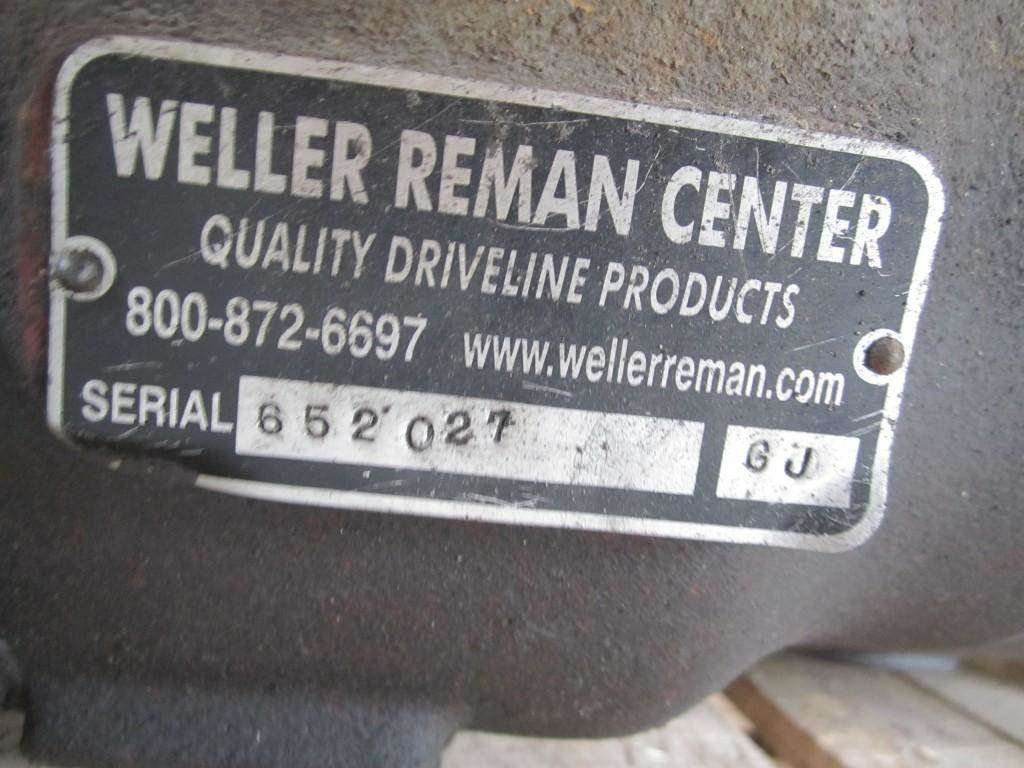 WELLER REMAN CENTER
QUALITY DRIVELINE PRODUCTS
800-872-6697 www.wellerreman.com
SERIAL 652027 GJ